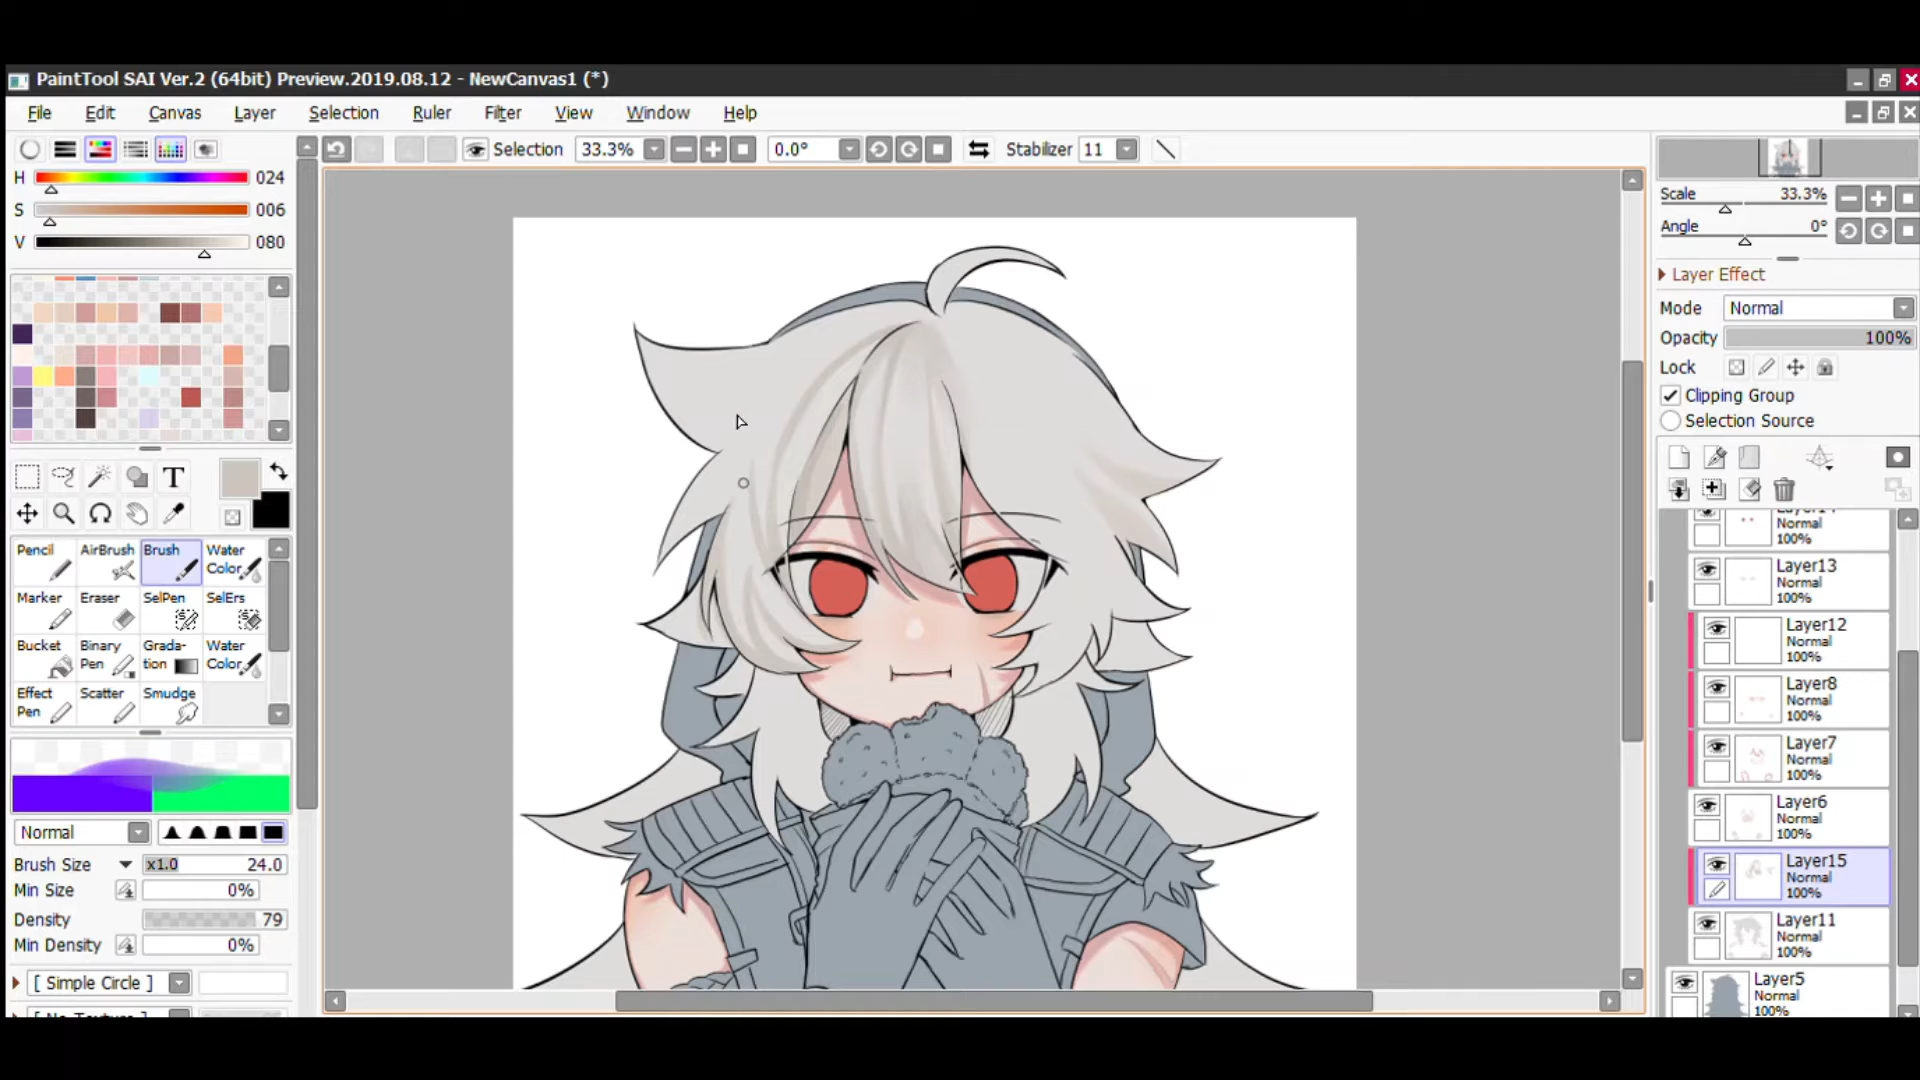 PaintTool SAI Ver.2 (64bit) Preview.2019.08.12 - NewCanvas1 (*)
File Edit Canvas Layer Selection Ruler Filter View Window Help
Selection 33.3% 0.0° Stabilizer 11
H 024
S 006
V 080
T
Pencil AirBrush Brush Water Color
Marker Eraser SelPen SelErs
Bucket Binary Pen Grada-tion Water Color
Effect Pen Scatter Smudge
Normal
Brush Size x1.0 24.0
Min Size 0%
Density 79
Min Density 0%
[ Simple Circle ]
Scale 33.3%
Angle 0°
Layer Effect
Mode Normal
Opacity 100%
Lock
Clipping Group
Selection Source
Normal
100%
Layer13
Normal
100%
Layer12
Normal
100%
Layer8
Normal
100%
Layer7
Normal
100%
Layer6
Normal
100%
Layer15
Normal
100%
Layer11
Normal
100%
Layer5
Normal
100%